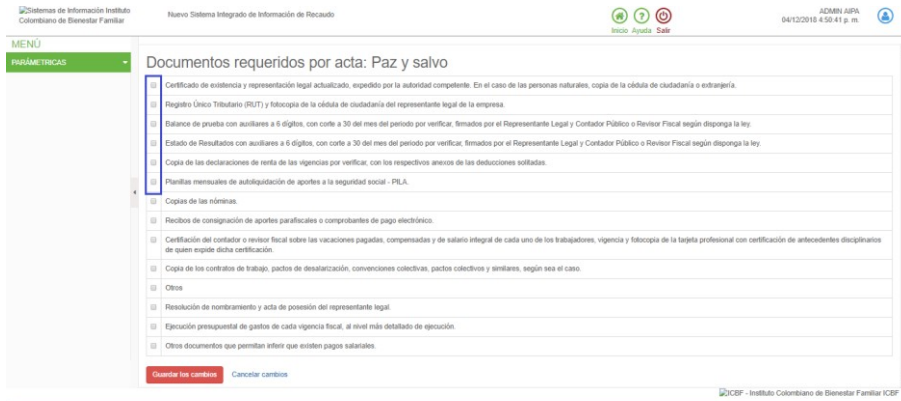 Sistemas de Información Instituto
Colombiano de Bienestar Familiar
Nuevo Sistema Integrado de Información de Recaudo
Inicio Ayuda Salir
ADMIN AIPA
04/12/2018 4:50:41 p. m.
MENÚ
PARÁMETRICAS
Documentos requeridos por acta: Paz y salvo
Certificado de existencia y representación legal actualizado, expedido por la autoridad competente. En el caso de las personas naturales, copia de la cédula de ciudadanía o extranjería.
Registro Único Tributario (RUT) y fotocopia de la cédula de ciudadanía del representante legal de la empresa.
Balance de prueba con auxiliares a 6 dígitos, con corte a 30 del mes del periodo por verificar, firmados por el Representante Legal y Contador Público o Revisor Fiscal según disponga la ley.
Estado de Resultados con auxiliares a 6 dígitos, con corte a 30 del mes del periodo por verificar, firmados por el Representante Legal y Contador Público o Revisor Fiscal según disponga la ley.
Copia de las declaraciones de renta de las vigencias por verificar, con los respectivos anexos de las deducciones solitadas.
Planillas mensuales de autoliquidación de aportes a la seguridad social - PILA.
Copias de las nóminas.
Recibos de consignación de aportes parafiscales o comprobantes de pago electrónico.
Certifiación del contador o revisor fiscal sobre las vacaciones pagadas, compensadas y de salario integral de cada uno de los trabajadores, vigencia y fotocopia de la tarjeta profesional con certificación de antecedentes disciplinarios
de quien expide dicha certificación.
Copia de los contratos de trabajo, pactos de desalarización, convenciones colectivas, pactos colectivos y similares, según sea el caso.
Otros
Resolución de nombramiento y acta de posesión del representante legal.
Ejecución presupuestal de gastos de cada vigencia fiscal, al nivel más detallado de ejecución.
Otros documentos que permitan inferir que existen pagos salariales.
Guardar los cambios Cancelar cambios
ICBF - Instituto Colombiano de Bienestar Familiar ICBF